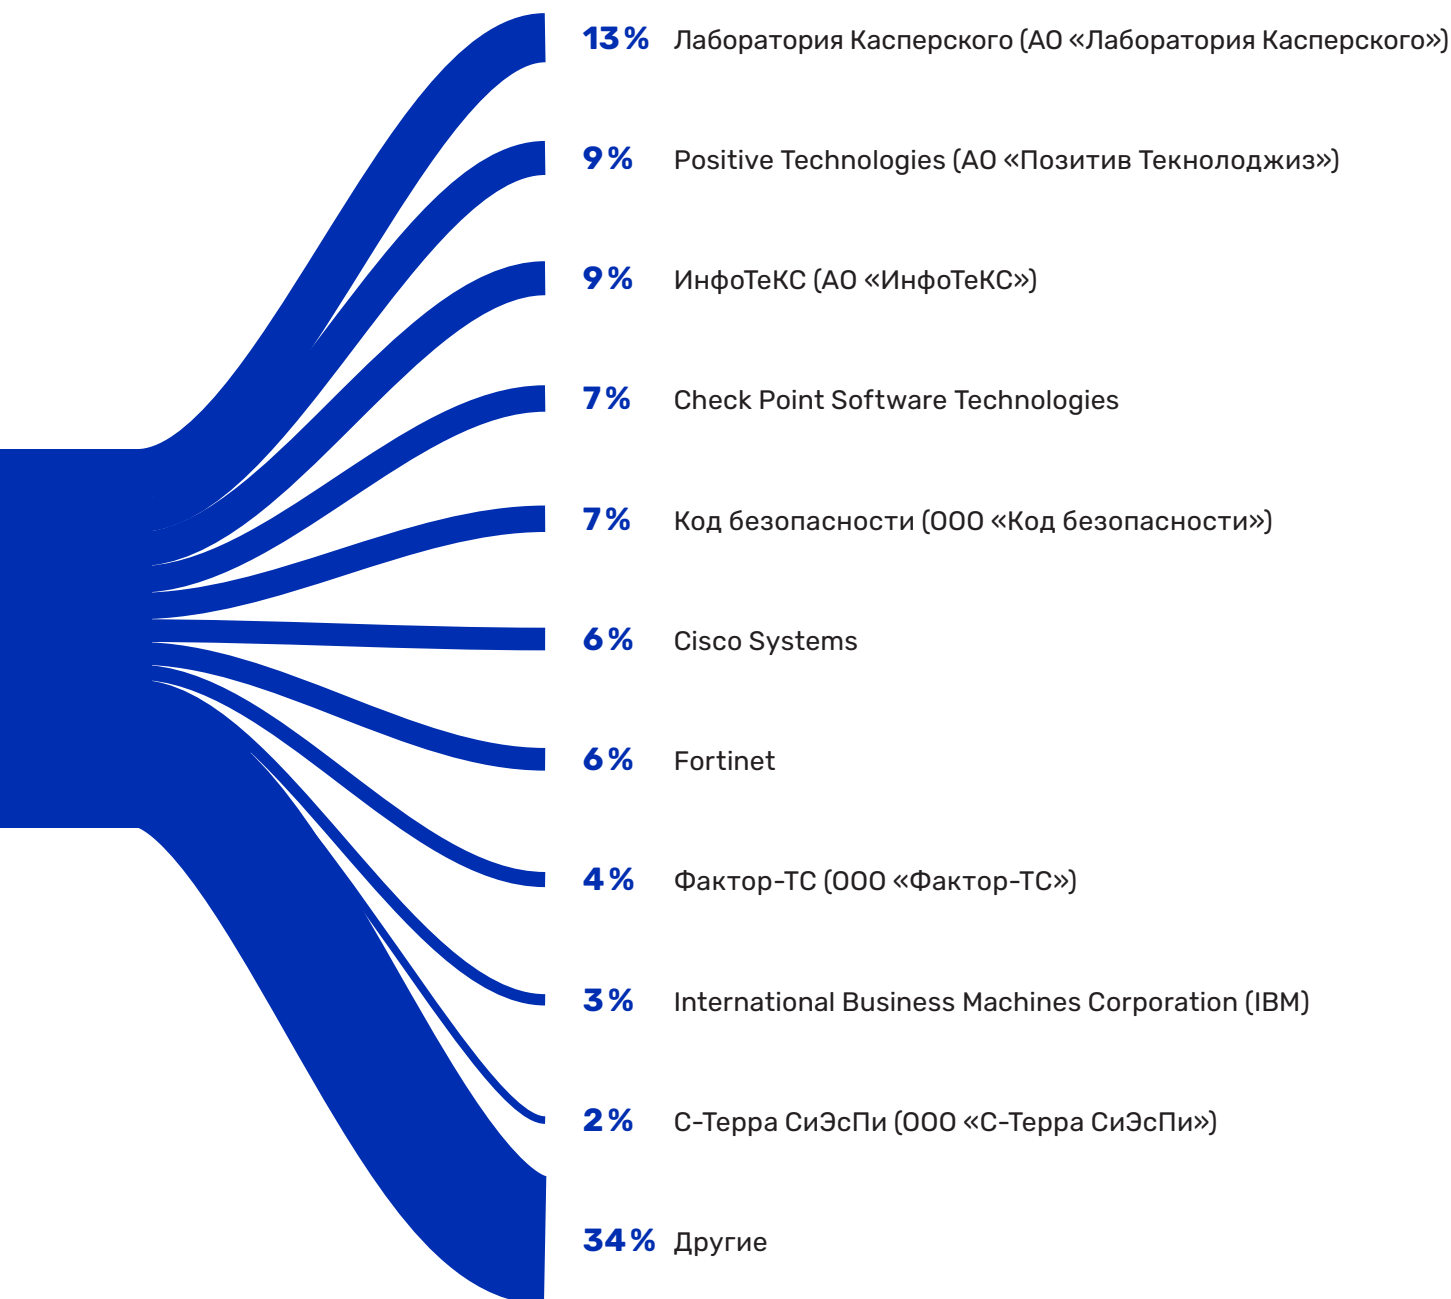 13% Лаборатория Касперского (АО «Лаборатория Касперского»)
9% Positive Technologies (АО «Позитив Текнолоджиз»)
9% ИнфоТеКС (АО «ИнфоТеКС»)
7% Check Point Software Technologies
7% Код безопасности (ООО «Код безопасности»)
6% Cisco Systems
6% Fortinet
4% Фактор-ТС (ООО «Фактор-ТС»)
3% International Business Machines Corporation (IBM)
2% С-Терра СиЭсПи (ООО «С-Терра СиЭсПи»)
34% Другие